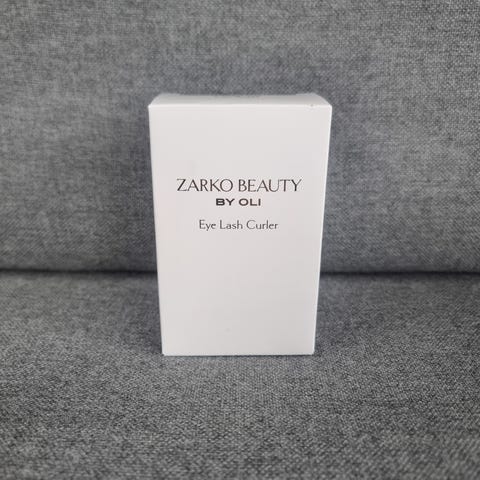 ZARKO BEAUTY
BY OLI
Eye Lash Curler